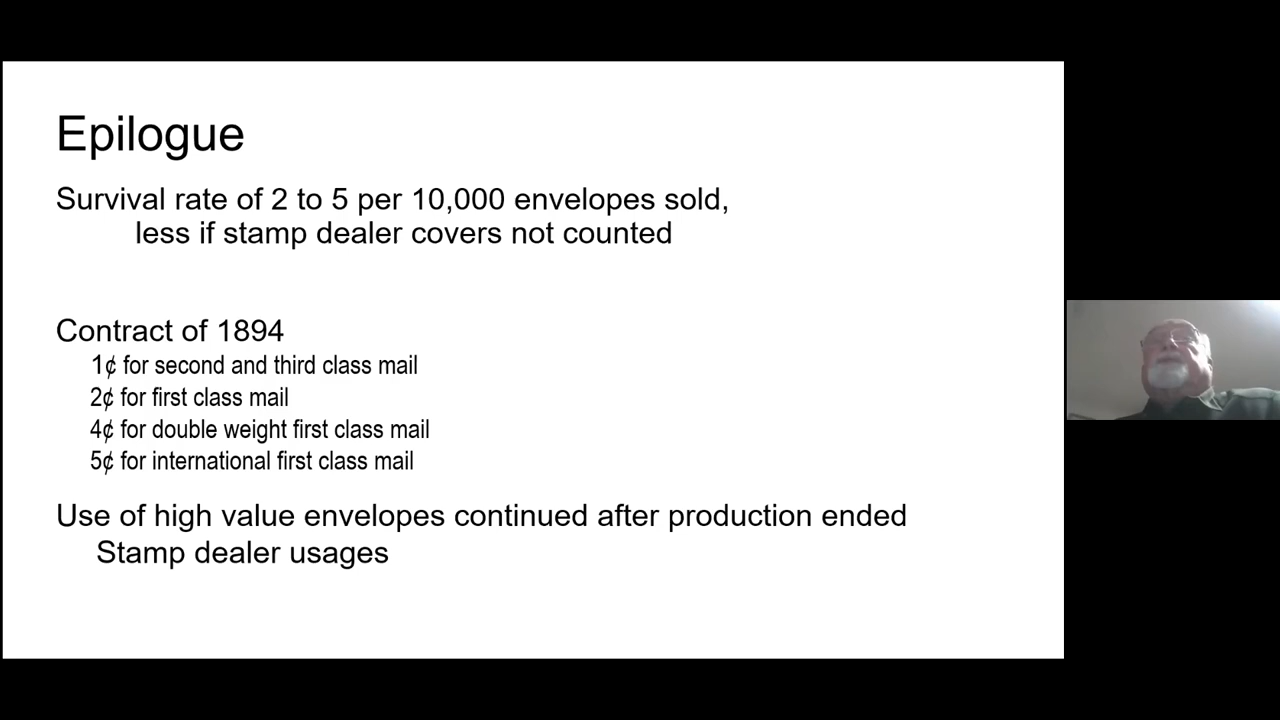 Epilogue
Survival rate of 2 to 5 per 10,000 envelopes sold,
less if stamp dealer covers not counted
Contract of 1894
1¢ for second and third class mail
2¢ for first class mail
4¢ for double weight first class mail
5¢ for international first class mail
Use of high value envelopes continued after production ended
Stamp dealer usages